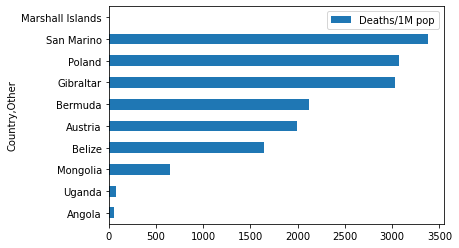 Marshall Islands
San Marino
Poland
Gibraltar
Bermuda
Austria
Belize
Mongolia
Uganda
Angola
Country,Other
Deaths/1M pop
0 500 1000 1500 2000 2500 3000 3500